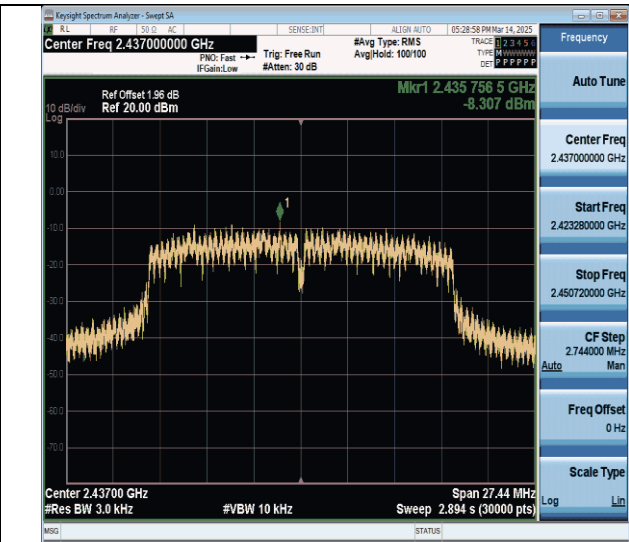 Keysight Spectrum Analyzer - Swept SA
RL RF 50 Ω AC SENSE:INT ALIGN AUTO 05:28:58 PM Mar 14, 2025
Center Freq 2.437000000 GHz
PNO: Fast
IFGain:Low
Trig: Free Run
#Atten: 30 dB
#Avg Type: RMS
Avg|Hold: 100/100
TRACE 1 2 3 4 5 6
TYPE M W W W W W
DET P P P P P P
Ref Offset 1.96 dB
Ref 20.00 dBm
10 dB/div
Log
Mkr1 2.435 756 5 GHz
-8.307 dBm
10.0
0.00
-10.0
-20.0
-30.0
-40.0
-50.0
-60.0
-70.0
1
Center 2.43700 GHz
#Res BW 3.0 kHz
#VBW 10 kHz
Span 27.44 MHz
Sweep 2.894 s (30000 pts)
MSG
STATUS
Frequency
Auto Tune
Center Freq
2.437000000 GHz
Start Freq
2.423280000 GHz
Stop Freq
2.450720000 GHz
CF Step
2.744000 MHz
Auto Man
Freq Offset
0 Hz
Scale Type
Log Lin